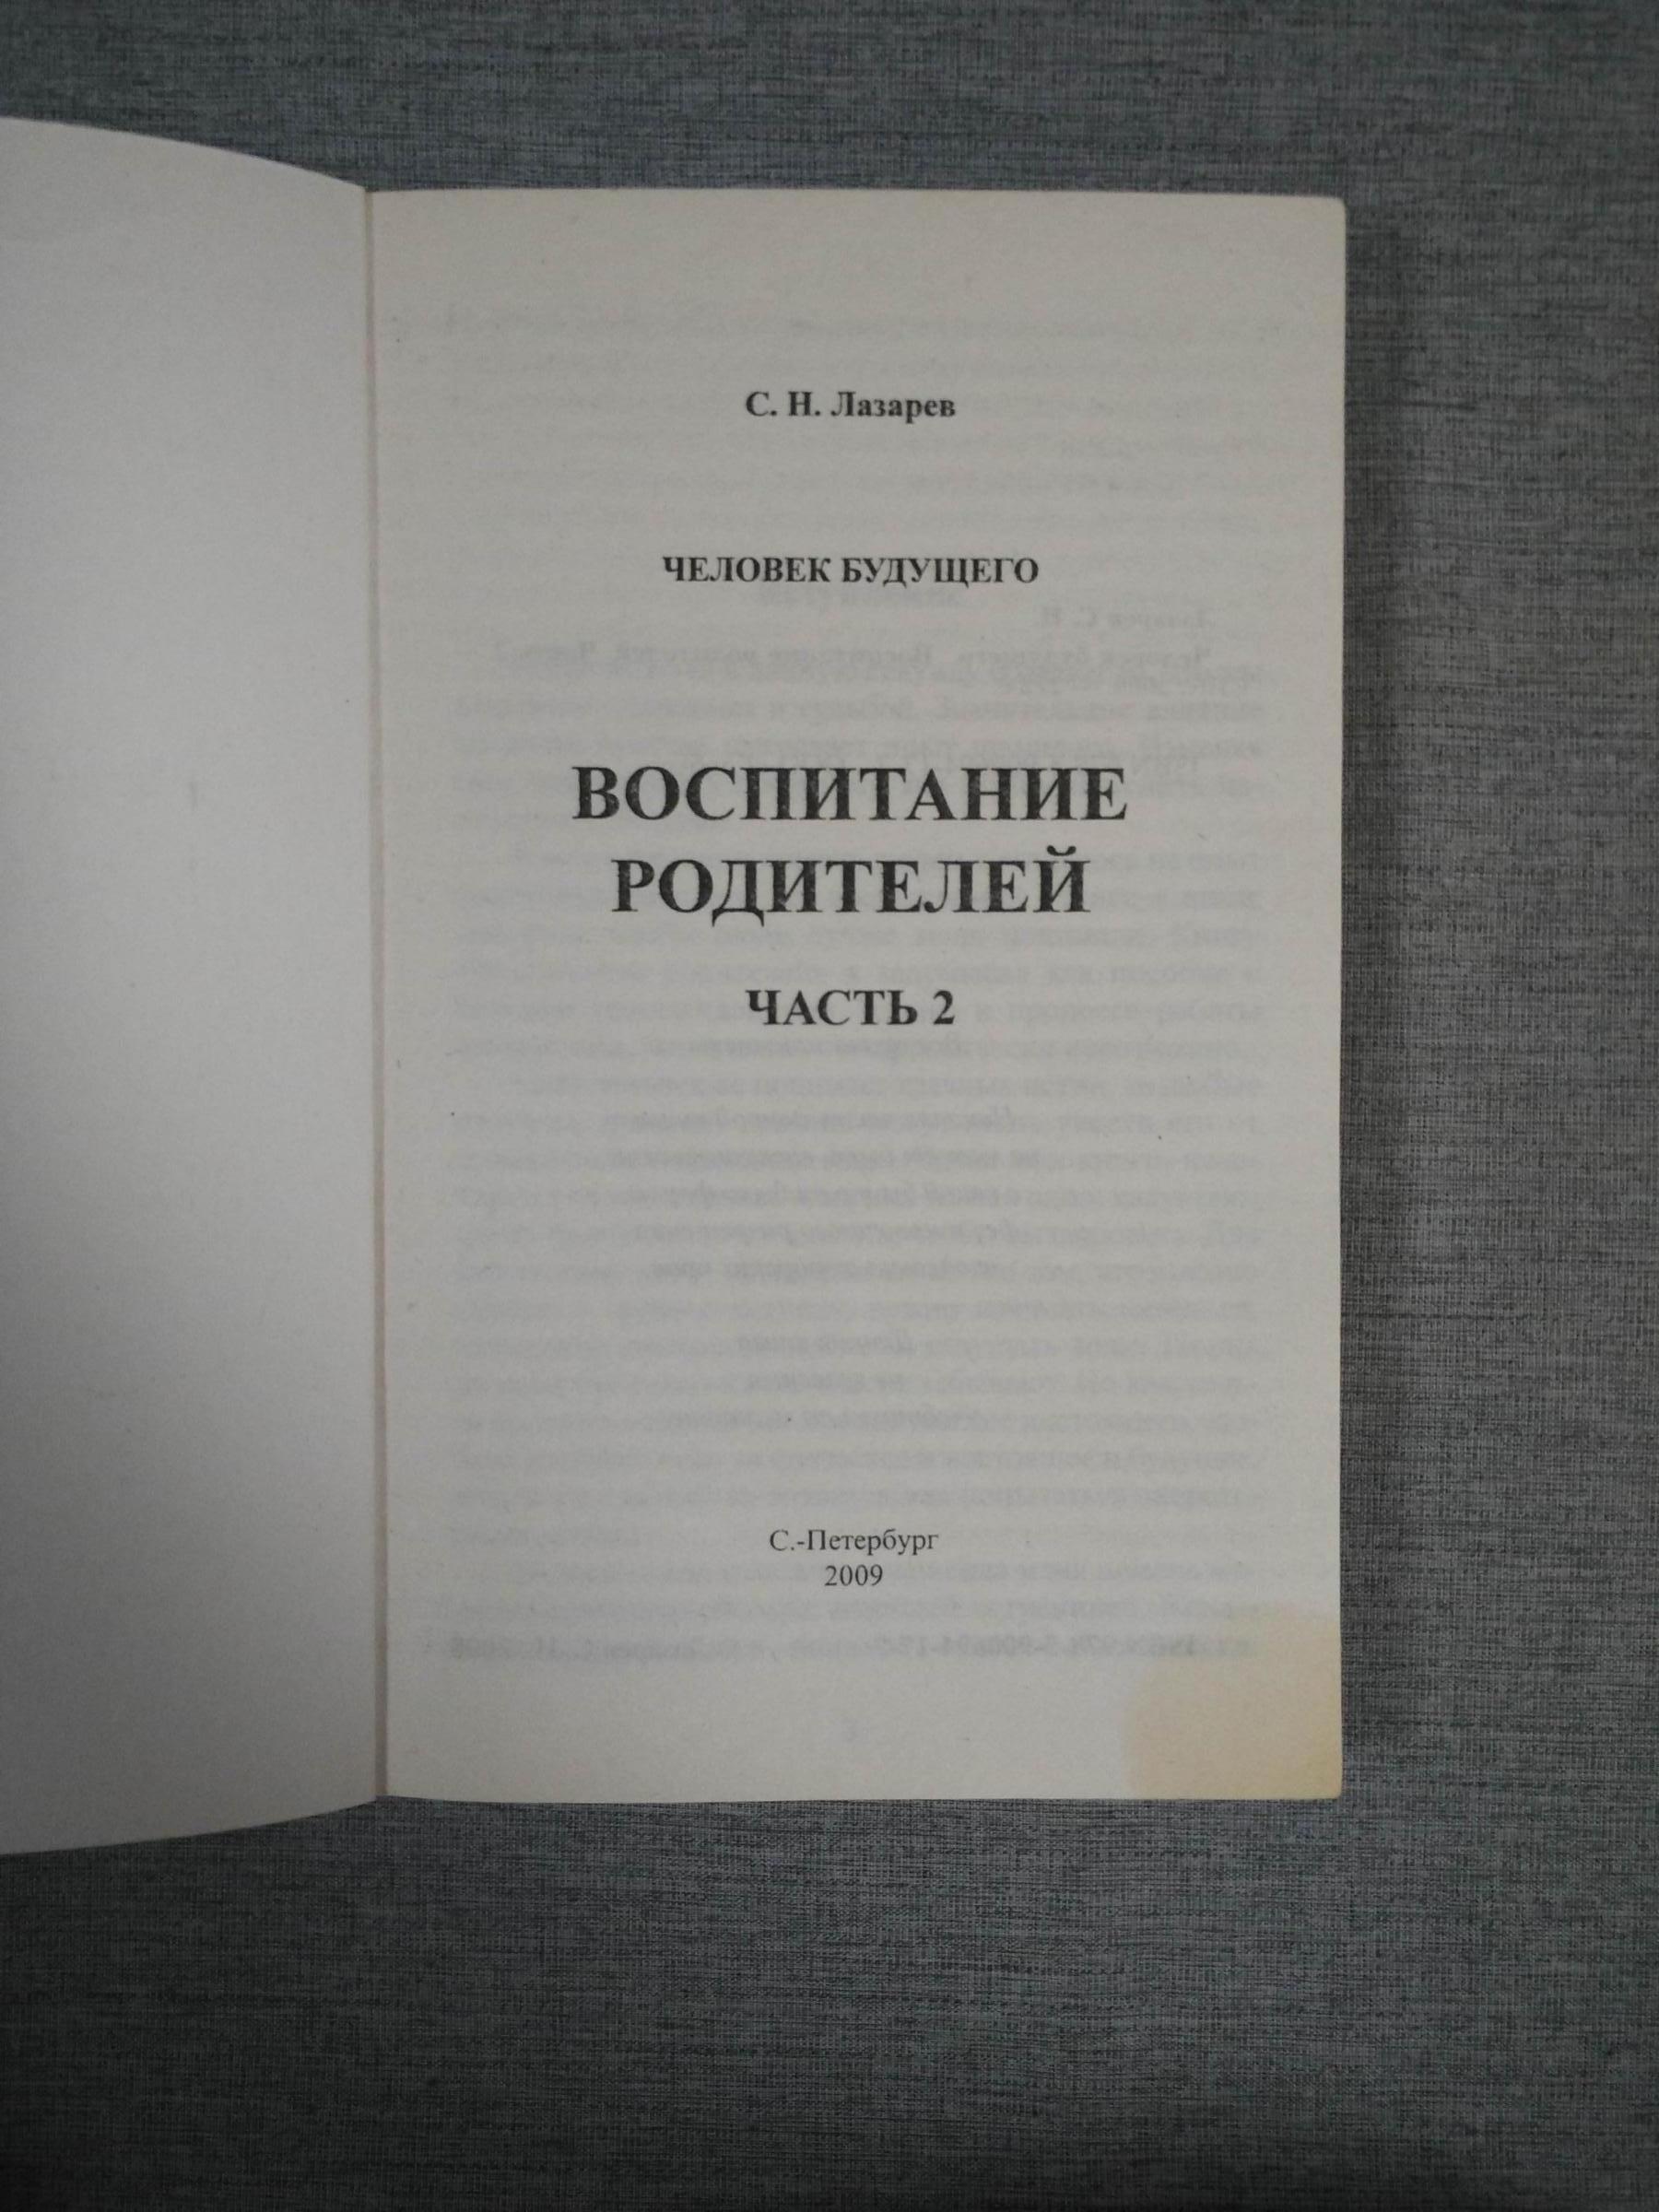 С. Н. Лазарев
ЧЕЛОВЕК БУДУЩЕГО
ВОСПИТАНИЕ
РОДИТЕЛЕЙ
ЧАСТЬ 2
С.-Петербург
2009